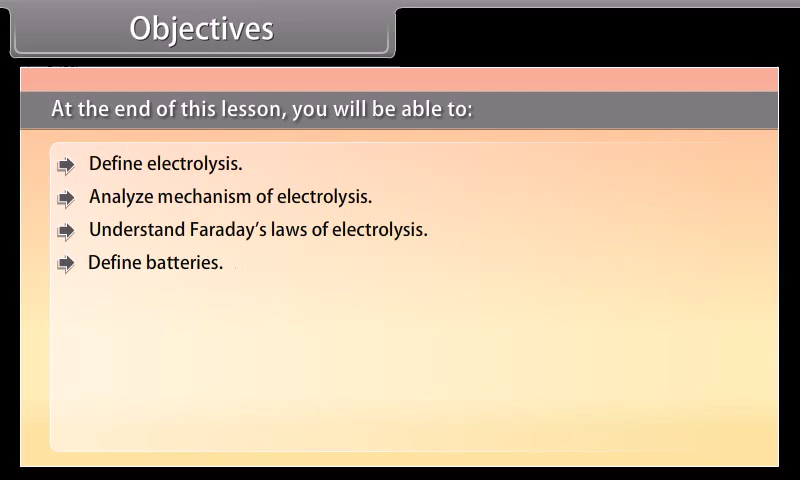 Objectives
At the end of this lesson, you will be able to:
Define electrolysis.
Analyze mechanism of electrolysis.
Understand Faraday's laws of electrolysis.
Define batteries.